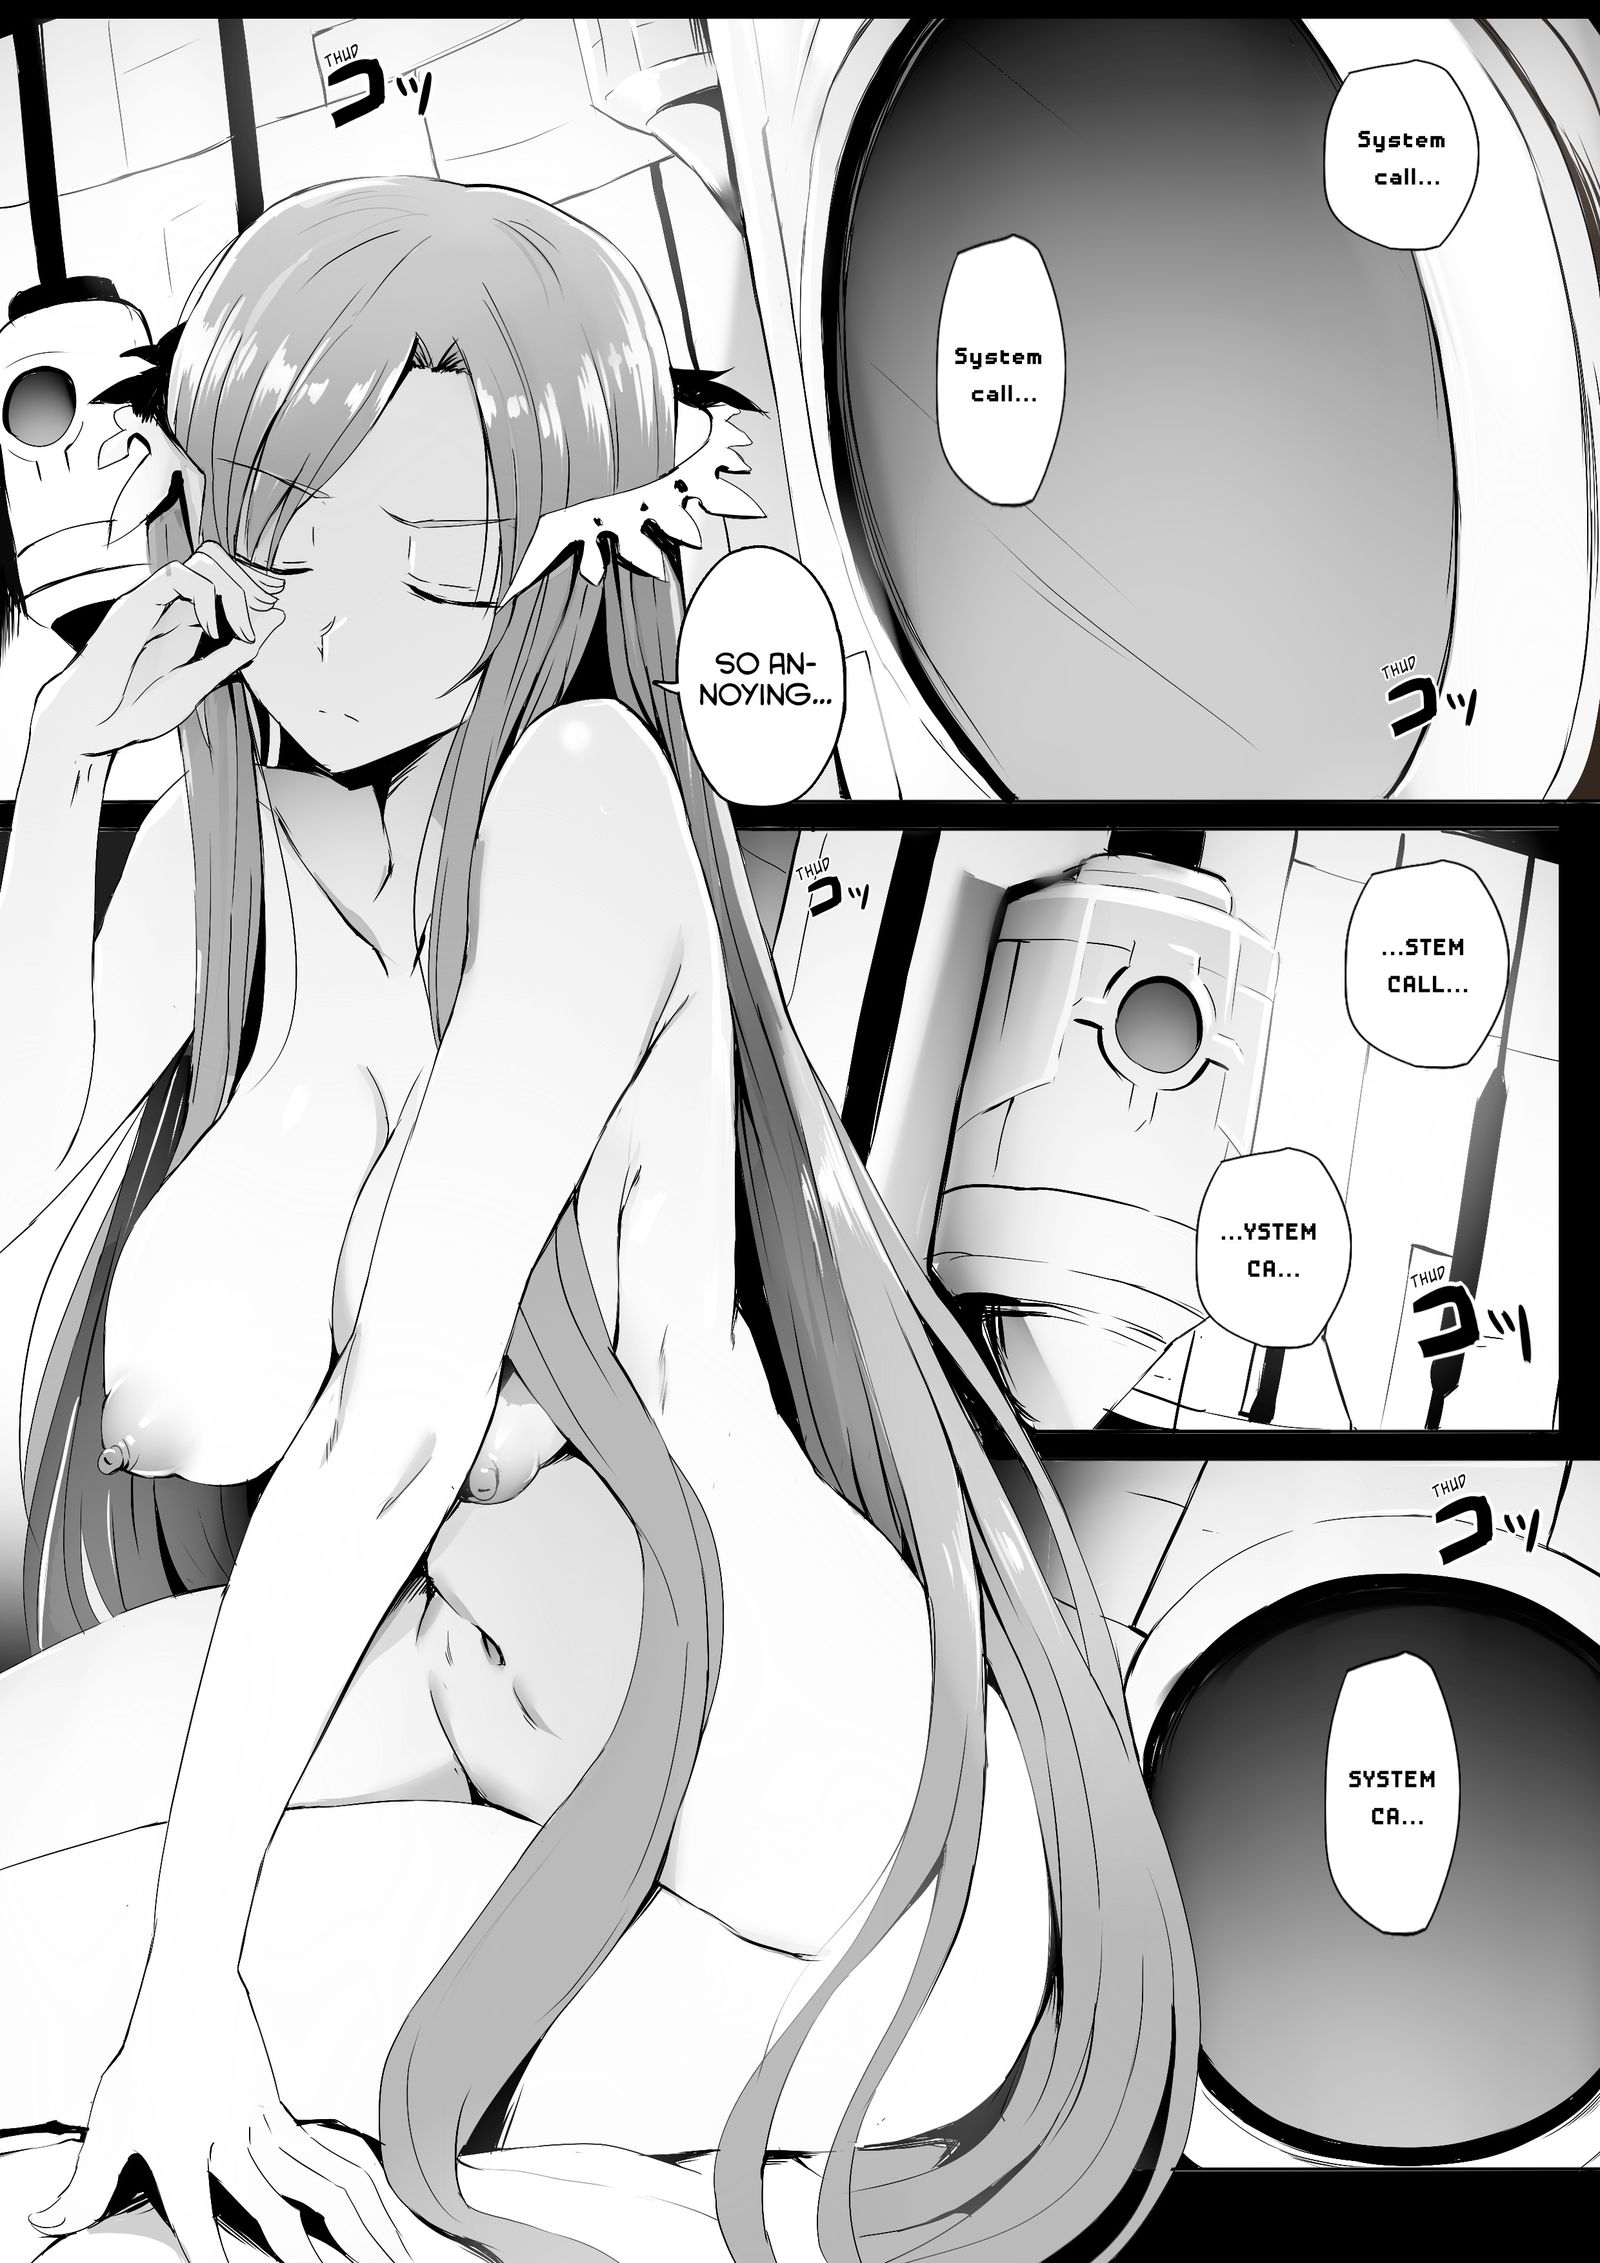 System
call...
System
call...
THUD
コッ
THUD
コッ
SO AN-
NOYING...
...STEM
CALL...
...YSTEM
CA...
THUD
コッ
THUD
コッ
THUD
コッ
SYSTEM
CA...